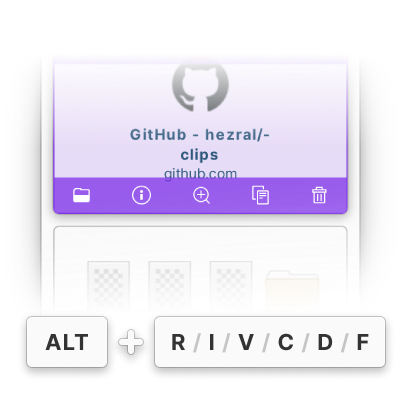 GitHub - hezral/-
clips
github.com
ALT + R / I / V / C / D / F